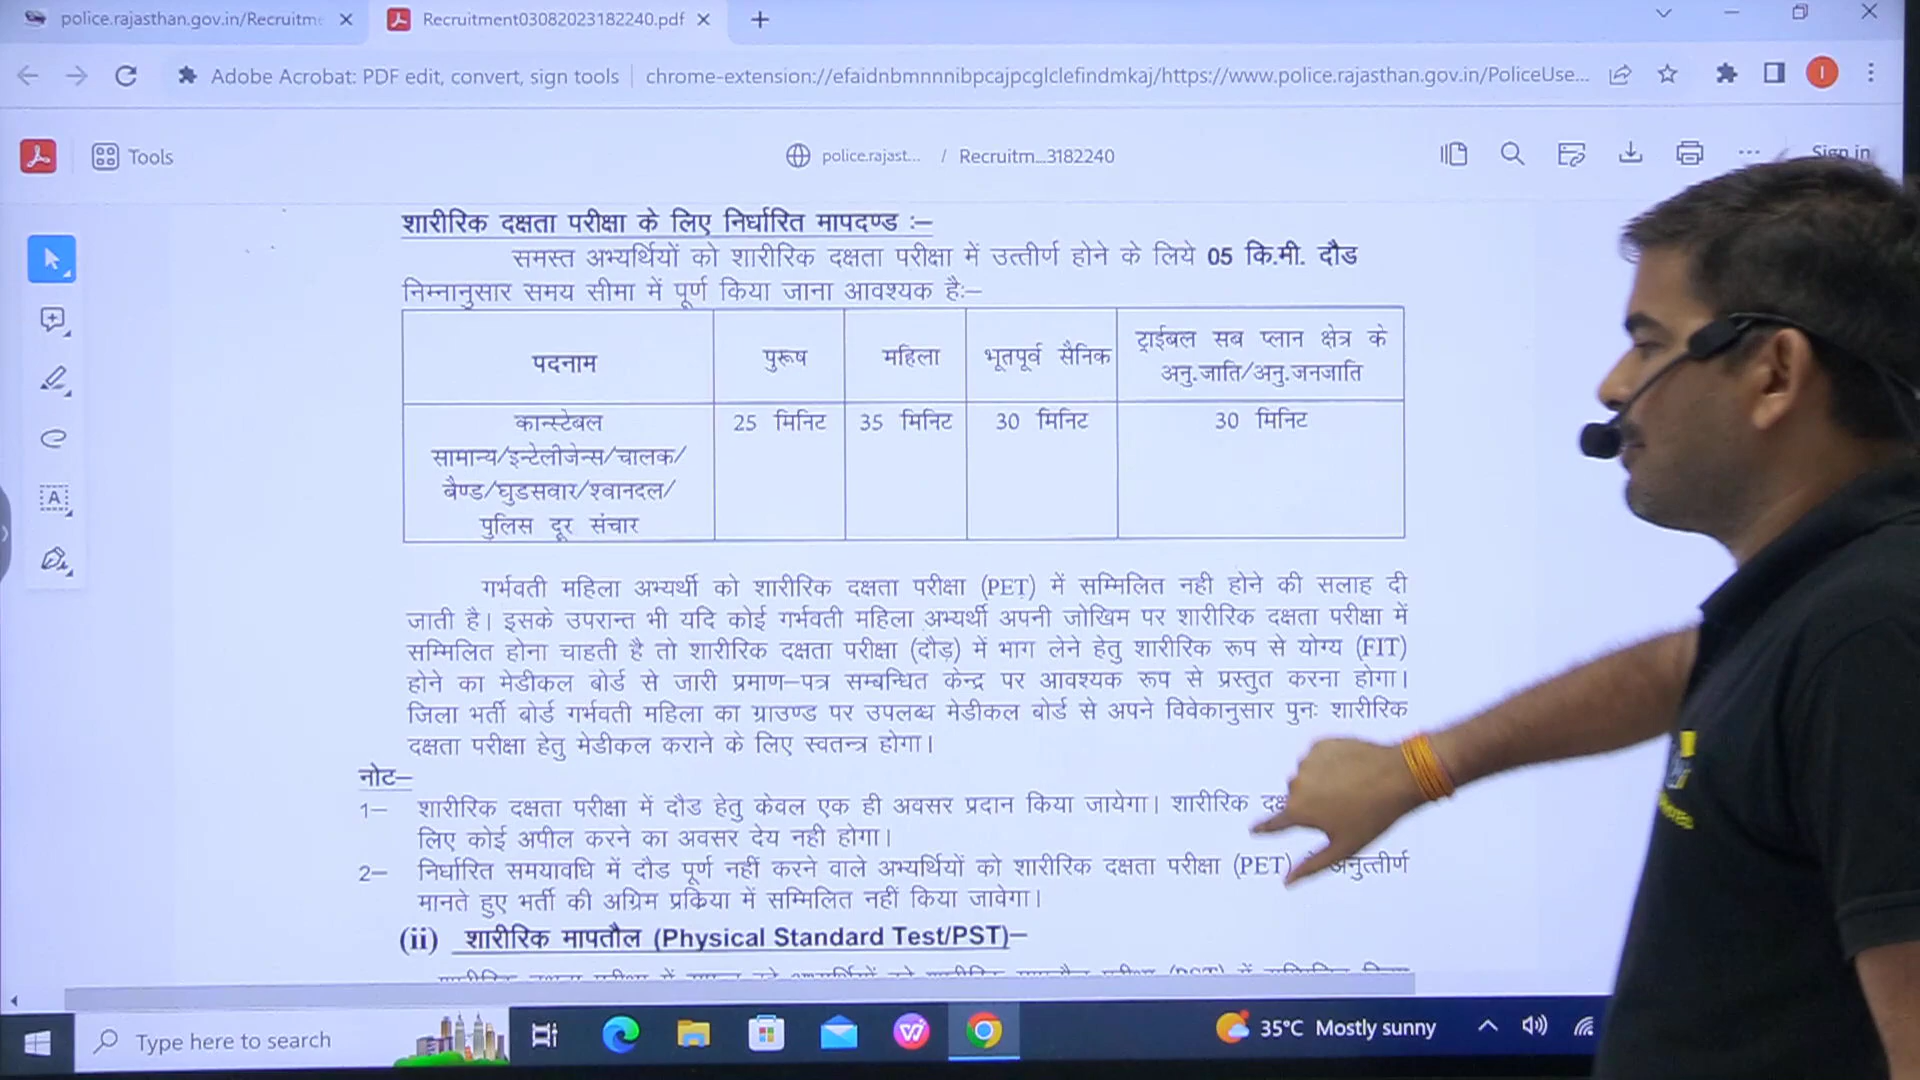 police.rajasthan.gov.in/Recruitme
Recruitment03082023182240.pdf
Adobe Acrobat: PDF edit, convert, sign tools
chrome-extension://efaidnbmnnnibpcajpcglclefindmkaj/https://www.police.rajasthan.gov.in/PoliceUse...
I
Tools
police.rajast... / Recruitm...3182240
Sign in
शारीरिक दक्षता परीक्षा के लिए निर्धारित मापदण्ड :–
समस्त अभ्यर्थियों को शारीरिक दक्षता परीक्षा में उत्तीर्ण होने के लिये 05 कि.मी. दौड
निम्नानुसार समय सीमा में पूर्ण किया जाना आवश्यक है:–
पदनाम
पुरूष
महिला
भूतपूर्व सैनिक
ट्राईबल सब प्लान क्षेत्र के
अनु.जाति/अनु.जनजाति
कान्स्टेबल
सामान्य/इन्टेलीजेन्स/चालक/
बैण्ड/घुडसवार/श्वानदल/
पुलिस दूर संचार
25 मिनिट
35 मिनिट
30 मिनिट
30 मिनिट
गर्भवती महिला अभ्यर्थी को शारीरिक दक्षता परीक्षा (PET) में सम्मिलित नही होने की सलाह दी
जाती है। इसके उपरान्त भी यदि कोई गर्भवती महिला अभ्यर्थी अपनी जोखिम पर शारीरिक दक्षता परीक्षा में
सम्मिलित होना चाहती है तो शारीरिक दक्षता परीक्षा (दौड़) में भाग लेने हेतु शारीरिक रूप से योग्य (FIT)
होने का मेडीकल बोर्ड से जारी प्रमाण–पत्र सम्बन्धित केन्द्र पर आवश्यक रूप से प्रस्तुत करना होगा।
जिला भर्ती बोर्ड गर्भवती महिला का ग्राउण्ड पर उपलब्ध मेडीकल बोर्ड से अपने विवेकानुसार पुनः शारीरिक
दक्षता परीक्षा हेतु मेडीकल कराने के लिए स्वतन्त्र होगा।
नोट–
1– शारीरिक दक्षता परीक्षा में दौड हेतु केवल एक ही अवसर प्रदान किया जायेगा। शारीरिक
लिए कोई अपील करने का अवसर देय नही होगा।
2– निर्धारित समयावधि में दौड पूर्ण नहीं करने वाले अभ्यर्थियों को शारीरिक दक्षता परीक्षा (PET) अनुत्तीर्ण
मानते हुए भर्ती की अग्रिम प्रक्रिया में सम्मिलित नहीं किया जावेगा।
(ii) शारीरिक मापतौल (Physical Standard Test/PST)–
Type here to search
35°C Mostly sunny